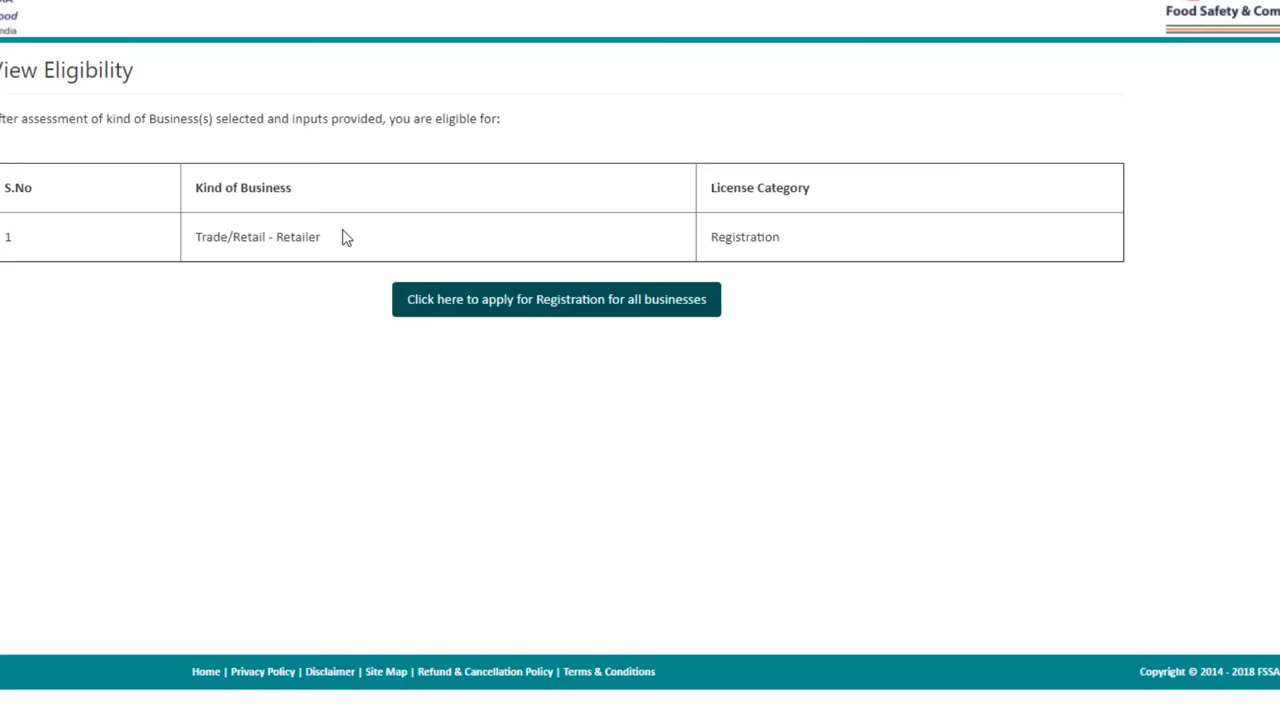 ood
ndia
Food Safety & Com
View Eligibility
fter assessment of kind of Business(s) selected and inputs provided, you are eligible for:
S.No Kind of Business License Category
1 Trade/Retail - Retailer Registration
Click here to apply for Registration for all businesses
Home | Privacy Policy | Disclaimer | Site Map | Refund & Cancellation Policy | Terms & Conditions
Copyright © 2014 - 2018 FSSA